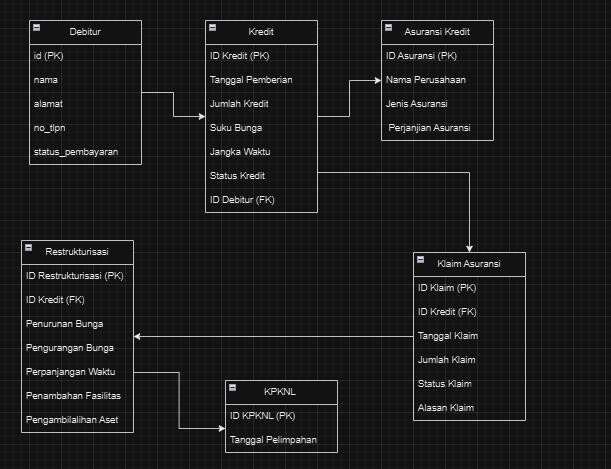 Debitur
id (PK)
nama
alamat
no_tlpn
status_pembayaran
Kredit
ID Kredit (PK)
Tanggal Pemberian
Jumlah Kredit
Suku Bunga
Jangka Waktu
Status Kredit
ID Debitur (FK)
Asuransi Kredit
ID Asuransi (PK)
Nama Perusahaan
Jenis Asuransi
Perjanjian Asuransi
Restrukturisasi
ID Restrukturisasi (PK)
ID Kredit (FK)
Penurunan Bunga
Pengurangan Bunga
Perpanjangan Waktu
Penambahan Fasilitas
Pengambilalihan Aset
Klaim Asuransi
ID Klaim (PK)
ID Kredit (FK)
Tanggal Klaim
Jumlah Klaim
Status Klaim
Alasan Klaim
KPKNL
ID KPKNL (PK)
Tanggal Pelimpahan